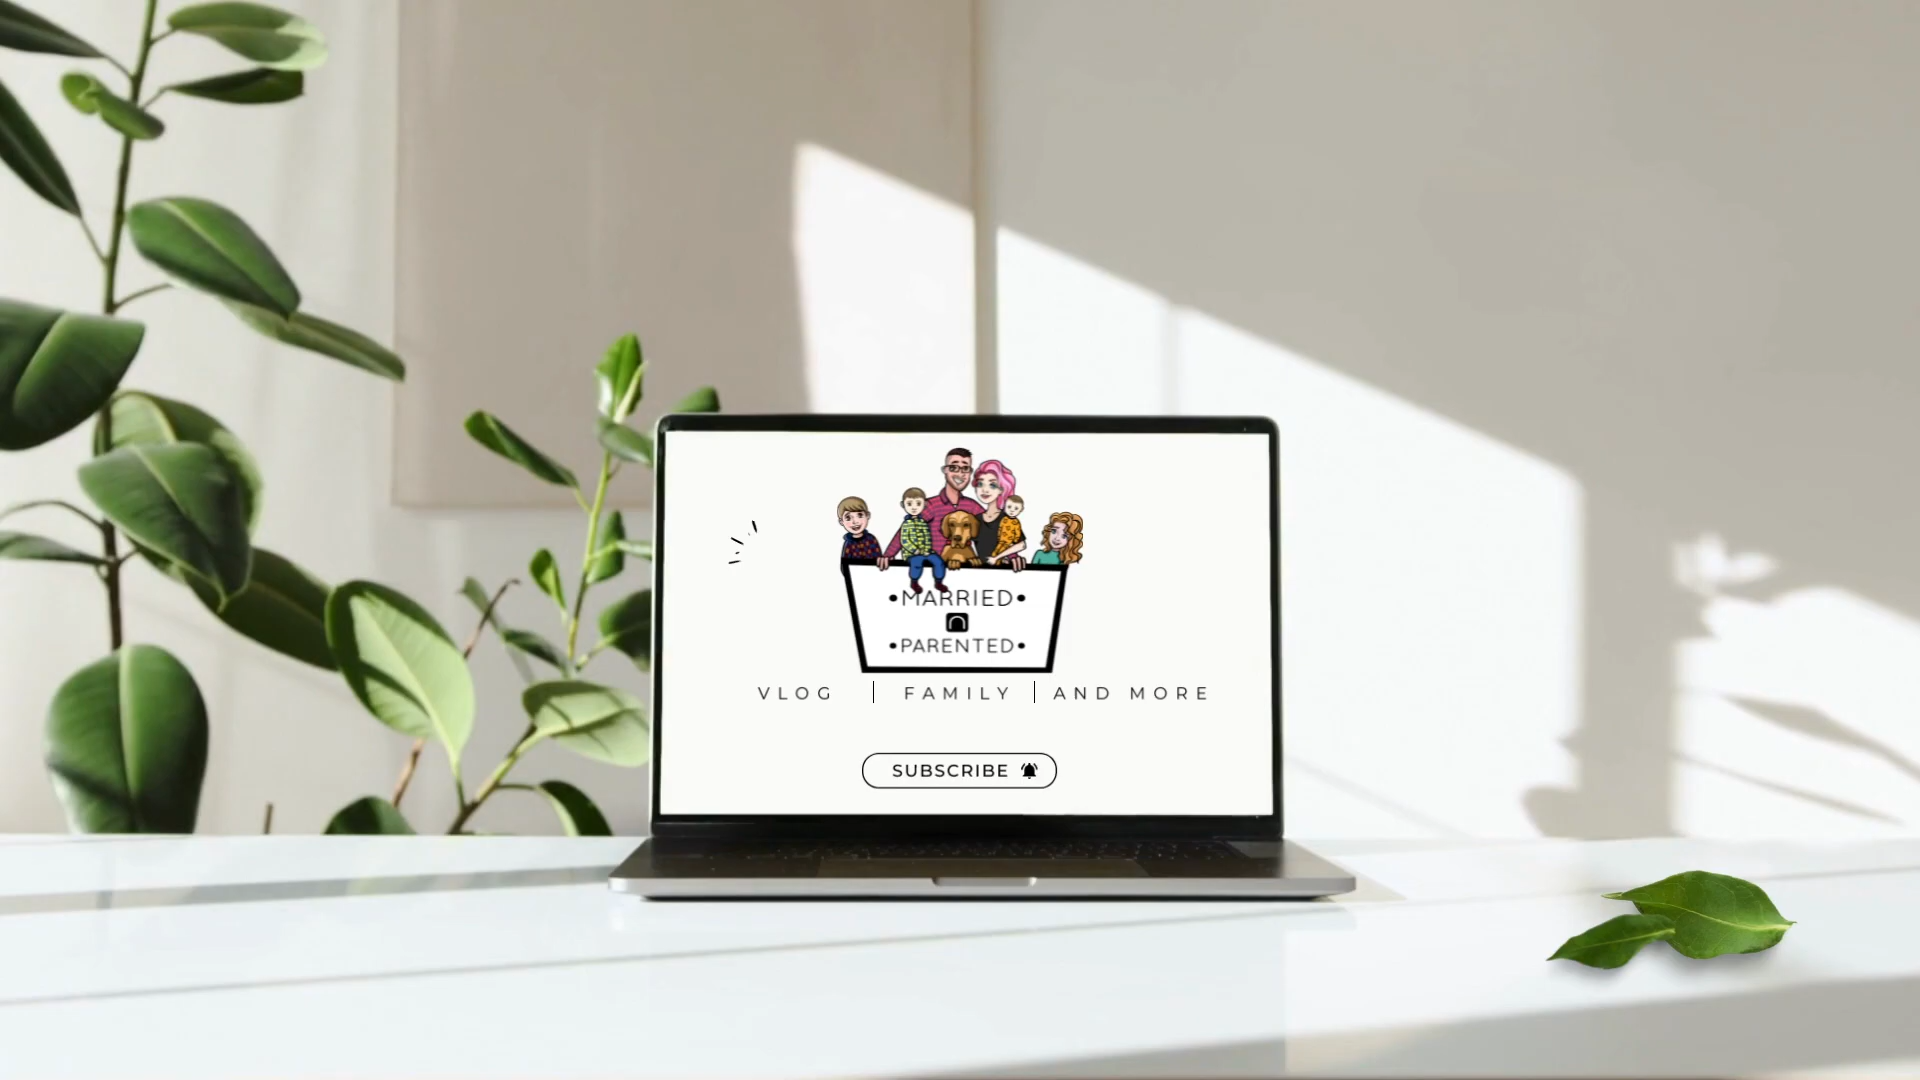 •MARRIED•
•PARENTED•
VLOG | FAMILY | AND MORE
SUBSCRIBE